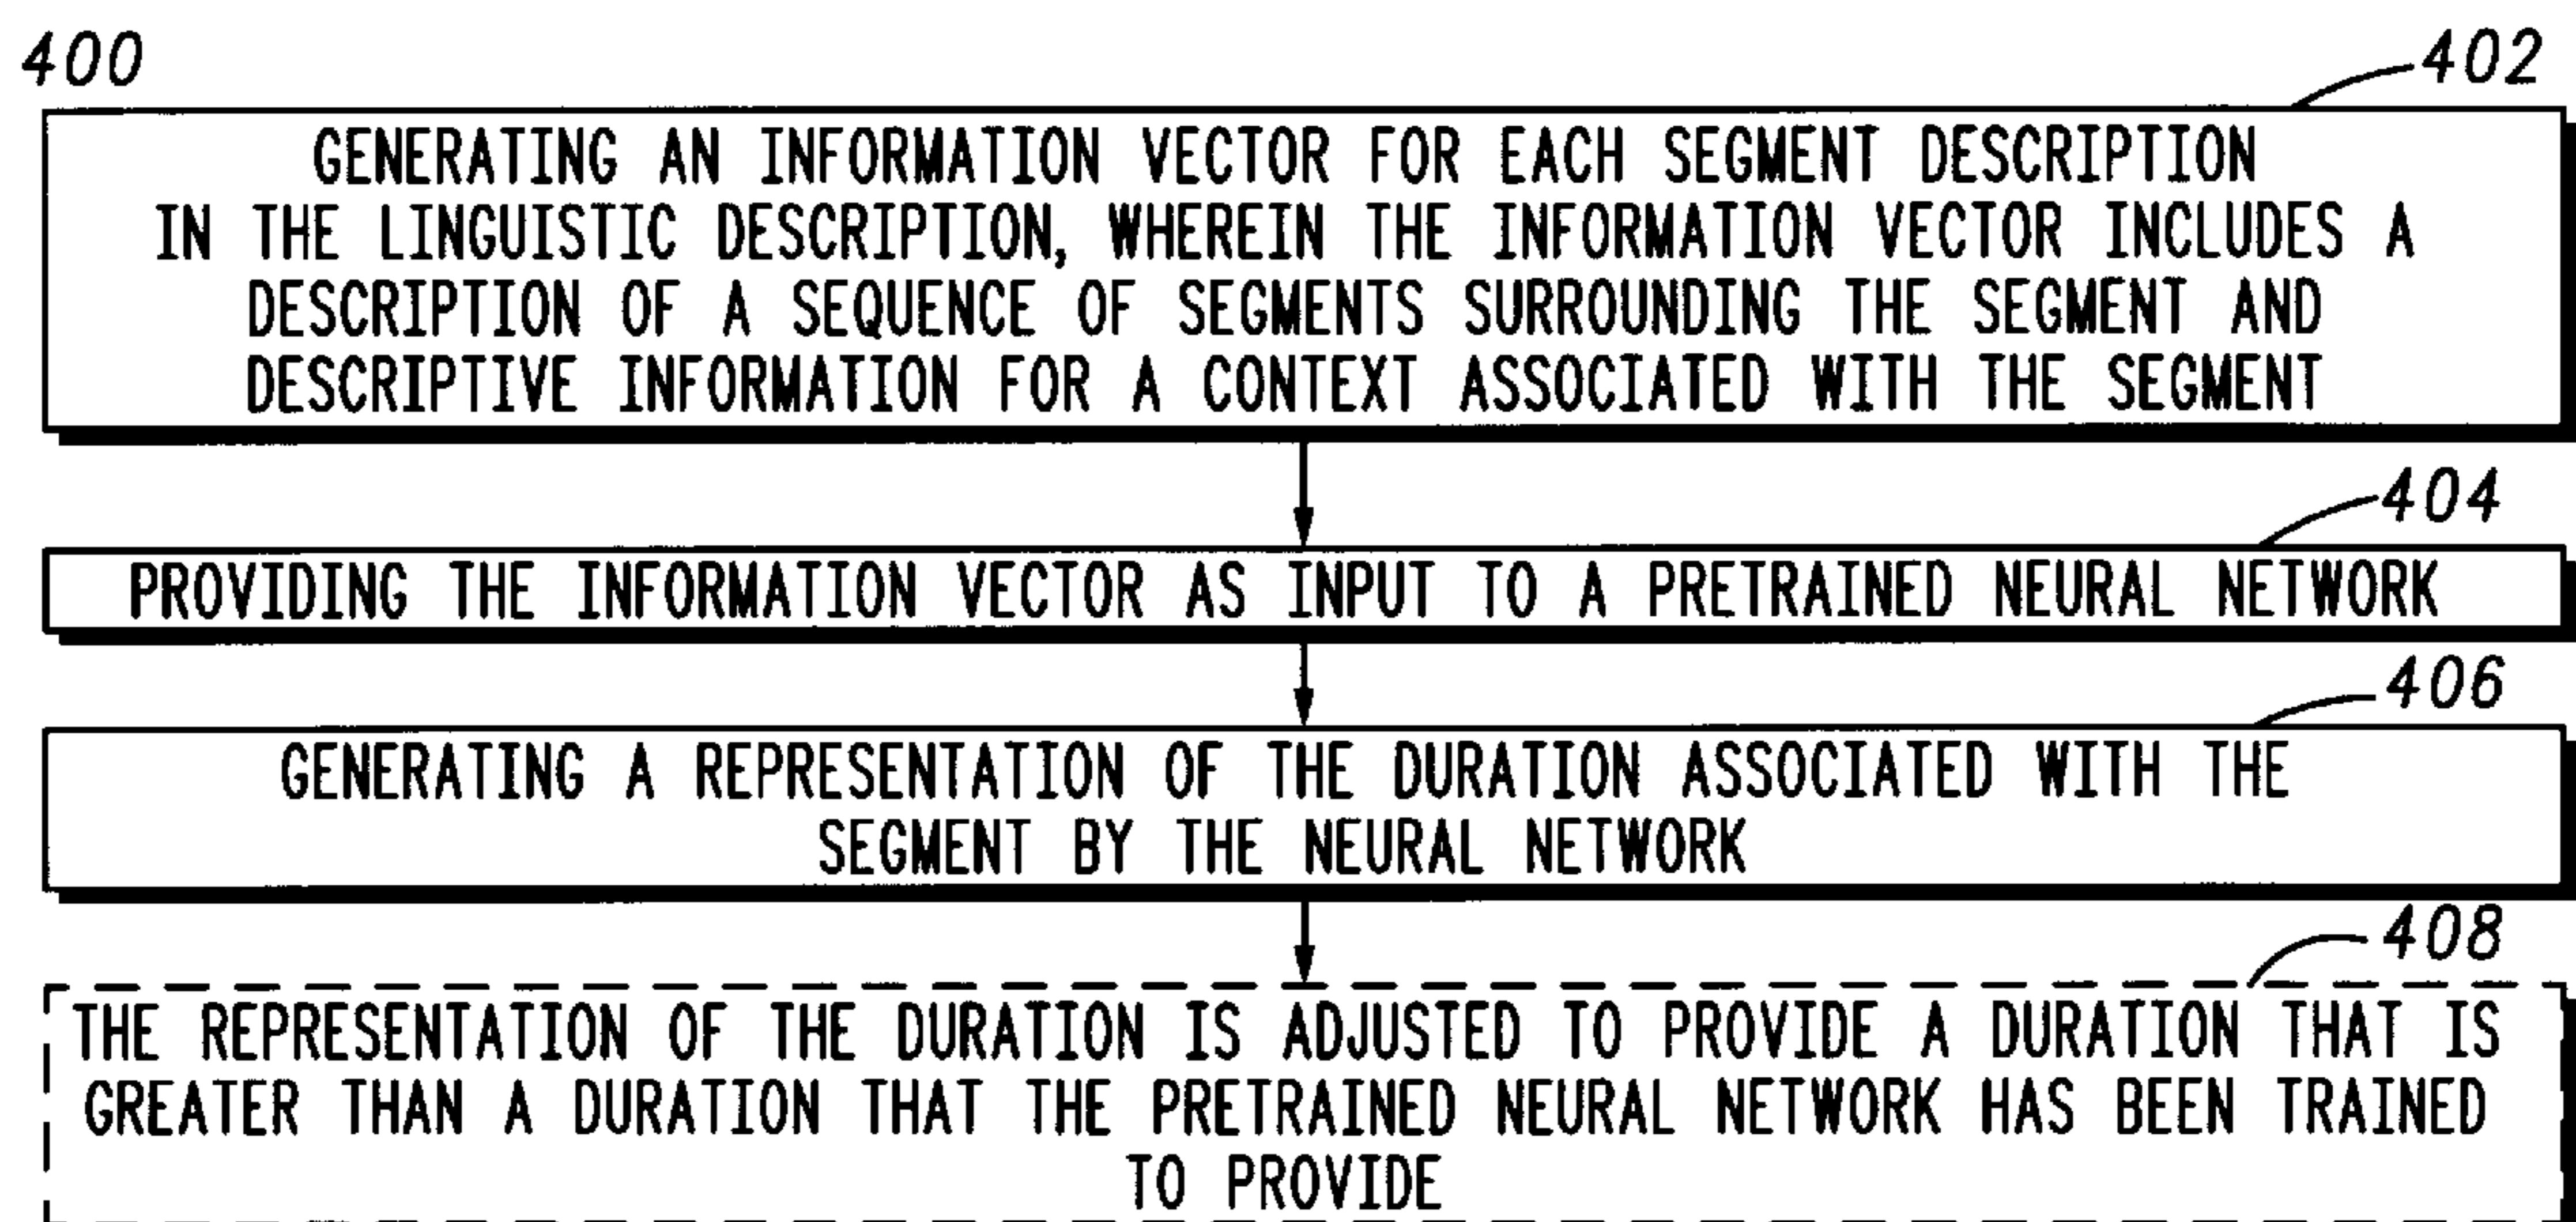 400
402
GENERATING AN INFORMATION VECTOR FOR EACH SEGMENT DESCRIPTION
IN THE LINGUISTIC DESCRIPTION, WHEREIN THE INFORMATION VECTOR INCLUDES A
DESCRIPTION OF A SEQUENCE OF SEGMENTS SURROUNDING THE SEGMENT AND
DESCRIPTIVE INFORMATION FOR A CONTEXT ASSOCIATED WITH THE SEGMENT
404
PROVIDING THE INFORMATION VECTOR AS INPUT TO A PRETRAINED NEURAL NETWORK
406
GENERATING A REPRESENTATION OF THE DURATION ASSOCIATED WITH THE
SEGMENT BY THE NEURAL NETWORK
408
THE REPRESENTATION OF THE DURATION IS ADJUSTED TO PROVIDE A DURATION THAT IS
GREATER THAN A DURATION THAT THE PRETRAINED NEURAL NETWORK HAS BEEN TRAINED
TO PROVIDE